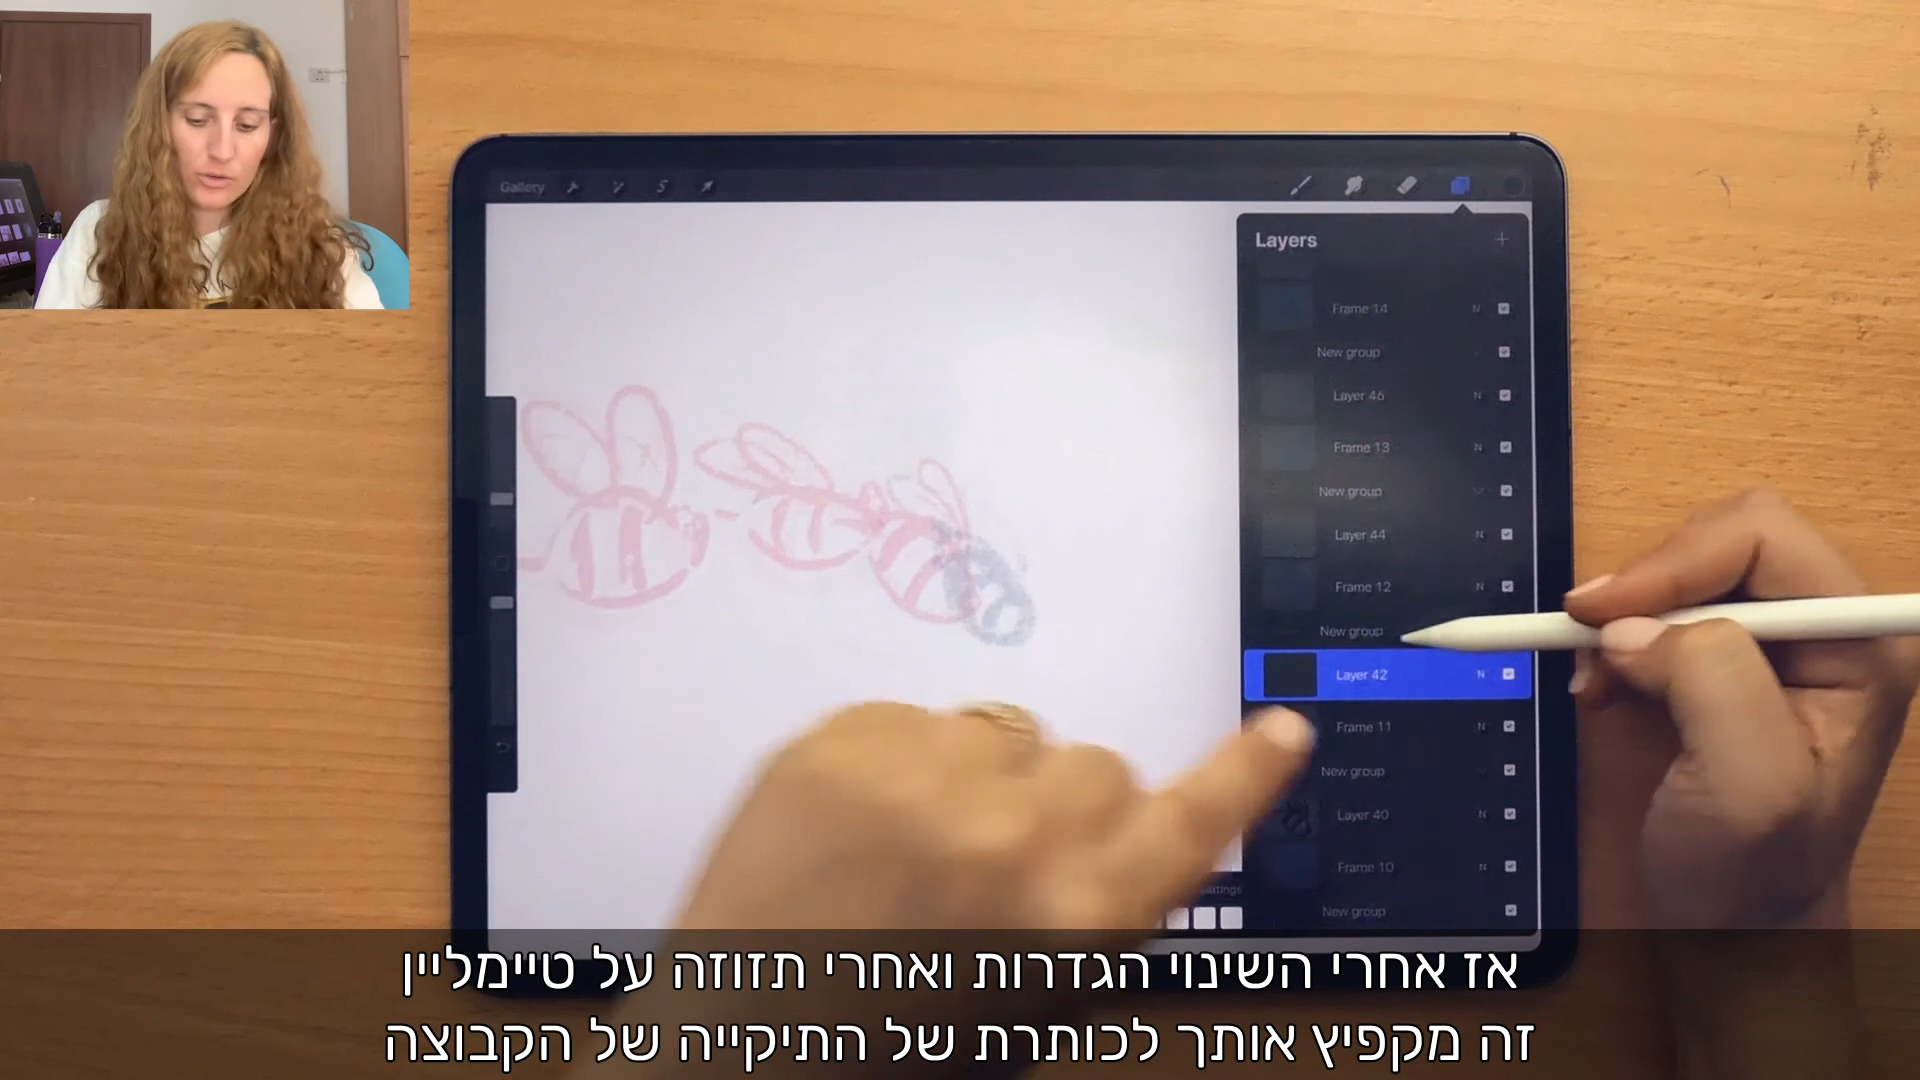 Gallery
Layers
Frame 14 N
New group
Layer 46 N
Frame 13 N
New group
Layer 44 N
Frame 12 N
New group
Layer 42 N
Frame 11 N
New group
Layer 40 N
Frame 10 N
New group
אז אחרי השינוי הגדרות ואחרי תזוזה על טיימליין
זה מקפיץ אותך לכותרת של התיקייה של הקבוצה